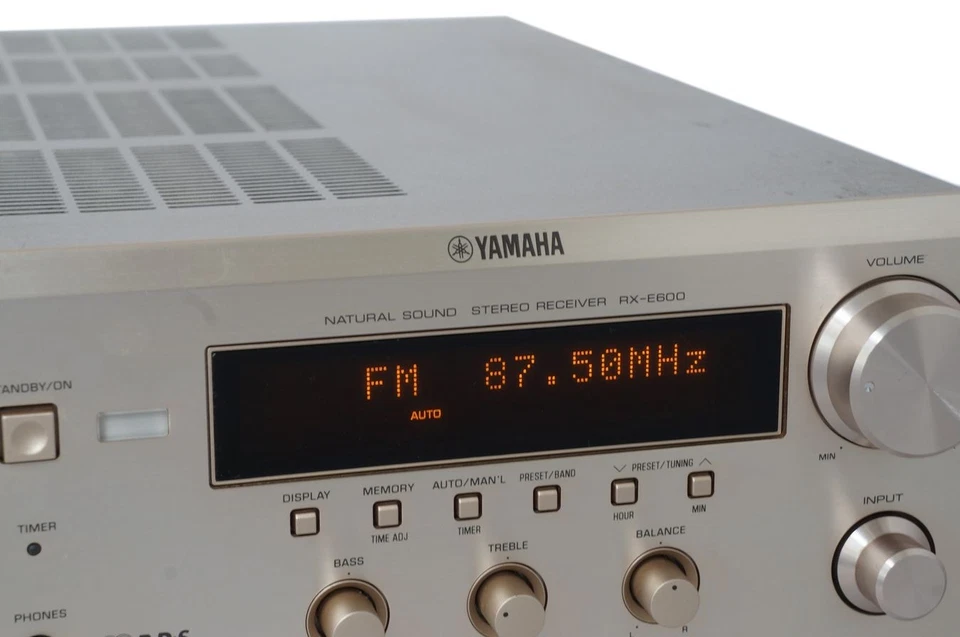 YAMAHA
VOLUME
NATURAL SOUND STEREO RECEIVER RX-E600
FM 87.50MHz
AUTO
TANDBY/ON
MIN
DISPLAY
MEMORY
AUTO/MAN'L
PRESET/BAND
PRESET/TUNING
TIME ADJ
TIMER
HOUR
MIN
INPUT
TIMER
BASS
TREBLE
BALANCE
PHONES
L
R